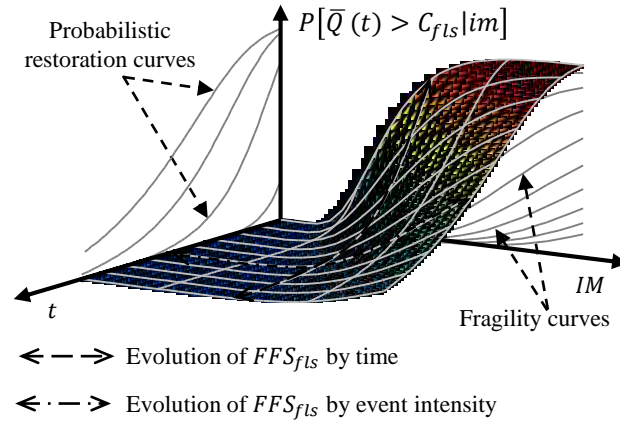 P[Q̅ (t) > C_fls|im]
Probabilistic
restoration curves
t
IM
Fragility curves
Evolution of FFS_fls by time
Evolution of FFS_fls by event intensity